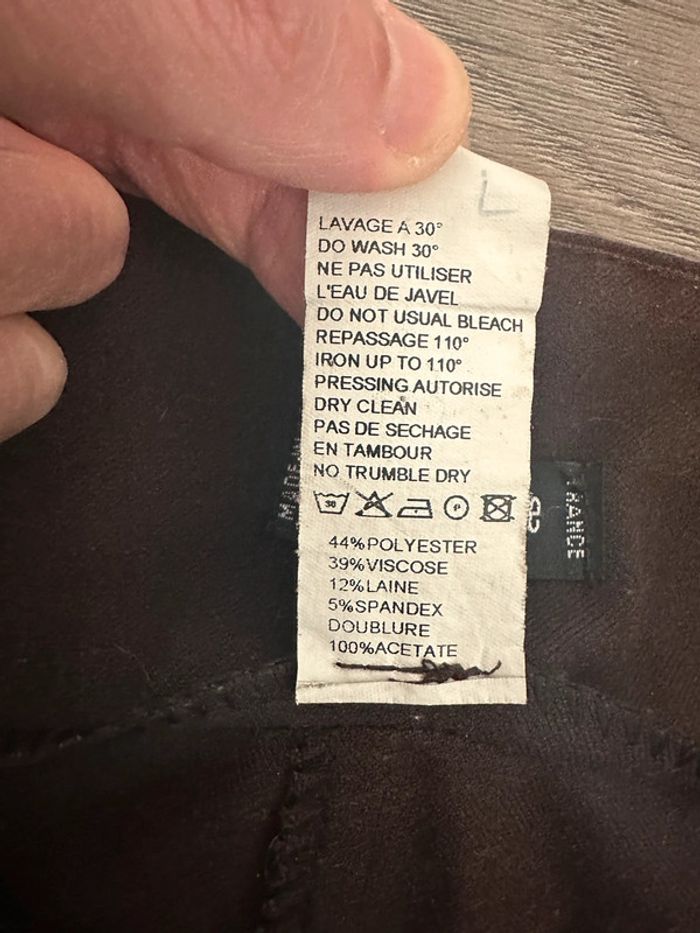 LAVAGE A 30°
DO WASH 30°
NE PAS UTILISER
L'EAU DE JAVEL
DO NOT USUAL BLEACH
REPASSAGE 110°
IRON UP TO 110°
PRESSING AUTORISE
DRY CLEAN
PAS DE SECHAGE
EN TAMBOUR
NO TRUMBLE DRY
30 P
44%POLYESTER
39%VISCOSE
12%LAINE
5%SPANDEX
DOUBLURE
100%ACETATE
FRANCE